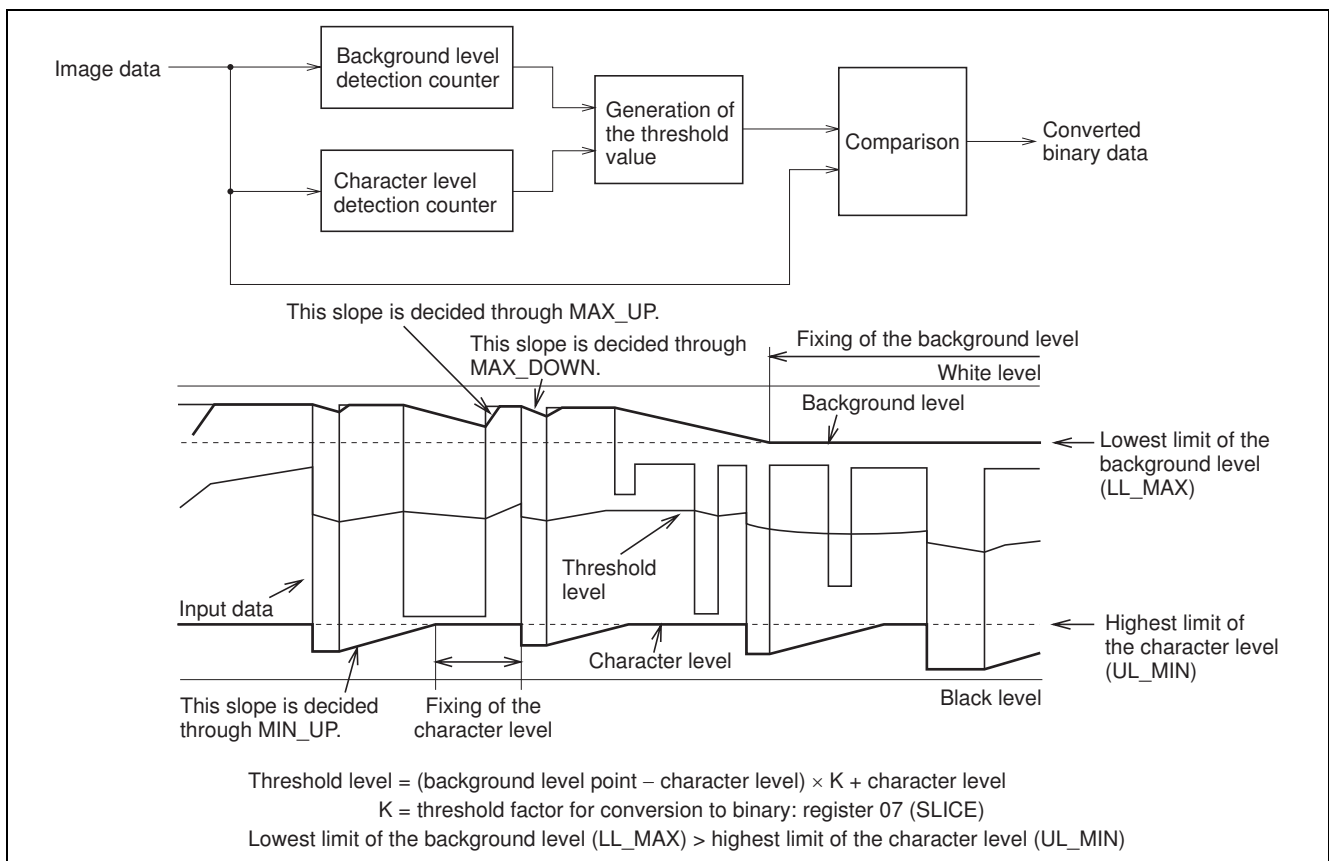 Image data
Background level
detection counter
Character level
detection counter
Generation of
the threshold
value
Comparison
Converted
binary data
This slope is decided through MAX_UP.
This slope is decided through
MAX_DOWN.
Fixing of the background level
White level
Background level
Lowest limit of the
background level
(LL_MAX)
Threshold
level
Input data
Character level
Highest limit of
the character level
(UL_MIN)
Black level
This slope is decided
through MIN_UP.
Fixing of the
character level
Threshold level = (background level point – character level) × K + character level
K = threshold factor for conversion to binary: register 07 (SLICE)
Lowest limit of the background level (LL_MAX) > highest limit of the character level (UL_MIN)